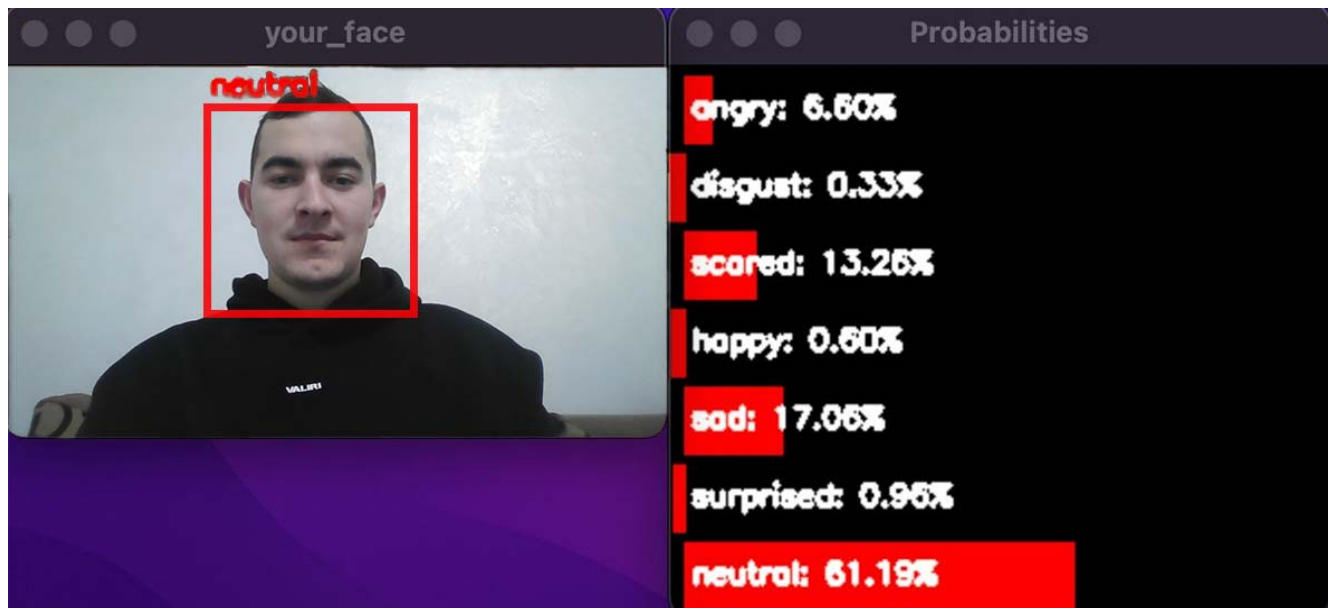 your_face
neutral
VALIRI
Probabilities
angry: 6.60%
disgust: 0.33%
scared: 13.26%
happy: 0.60%
sad: 17.06%
surprised: 0.96%
neutral: 61.19%